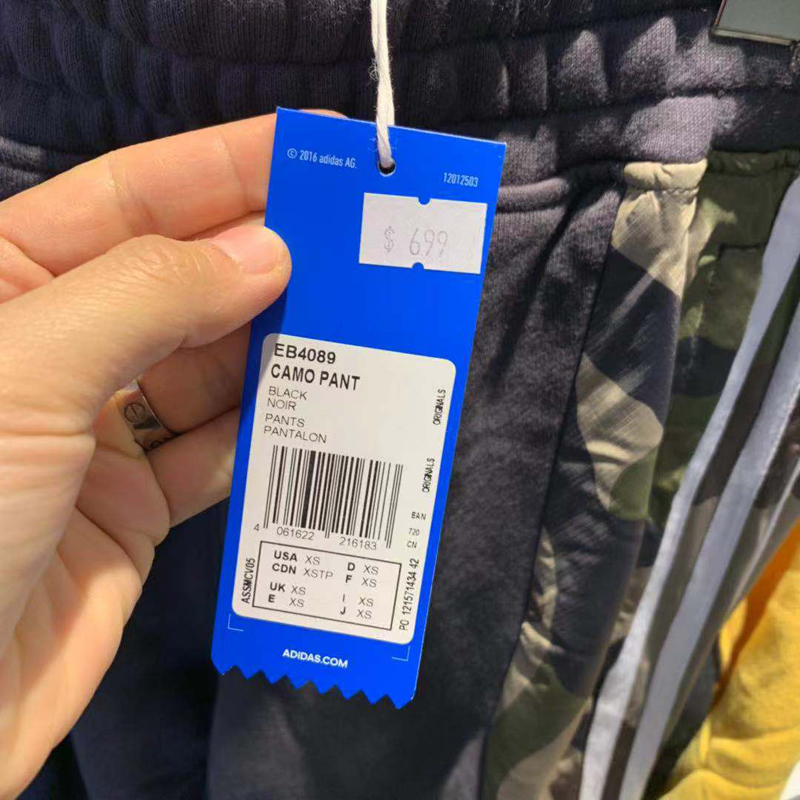 © 2016 adidas AG.
12012503
$ 699
EB4089
CAMO PANT
BLACK
NOIR
PANTS
PANTALON
ORIGINALS
ORIGINALS
EAN
720
CN
4 061622 216183
ASSMCV05
USA XS D XS
CDN XSTP F XS
UK XS I XS
E XS J XS
PO 121571434 42
ADIDAS.COM